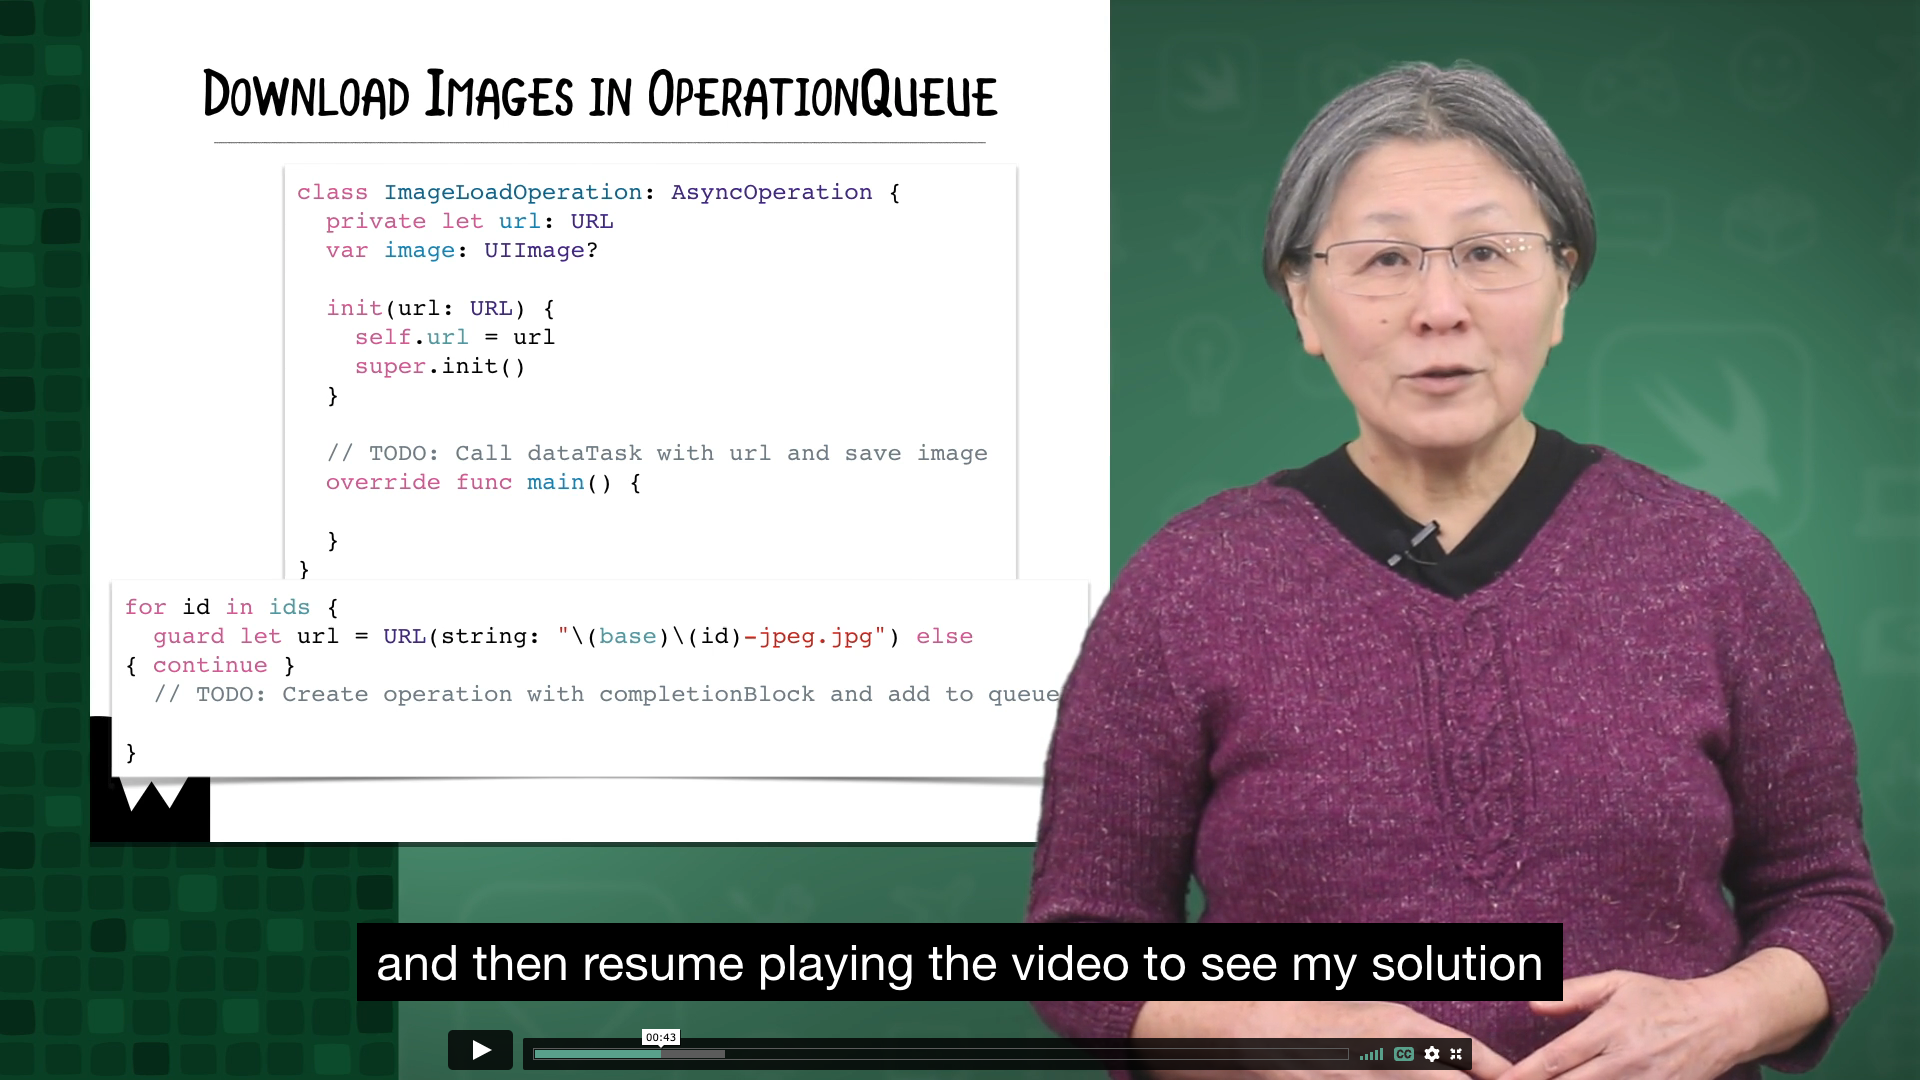 DOWNLOAD IMAGES IN OPERATIONQUEUE
class ImageLoadOperation: AsyncOperation {
  private let url: URL
  var image: UIImage?
  init(url: URL) {
    self.url = url
    super.init()
  }
  // TODO: Call dataTask with url and save image
  override func main() {
  }
}
for id in ids {
  guard let url = URL(string: "\(base)\(id)-jpeg.jpg") else
{ continue }
  // TODO: Create operation with completionBlock and add to queue
}
and then resume playing the video to see my solution
00:43
CC